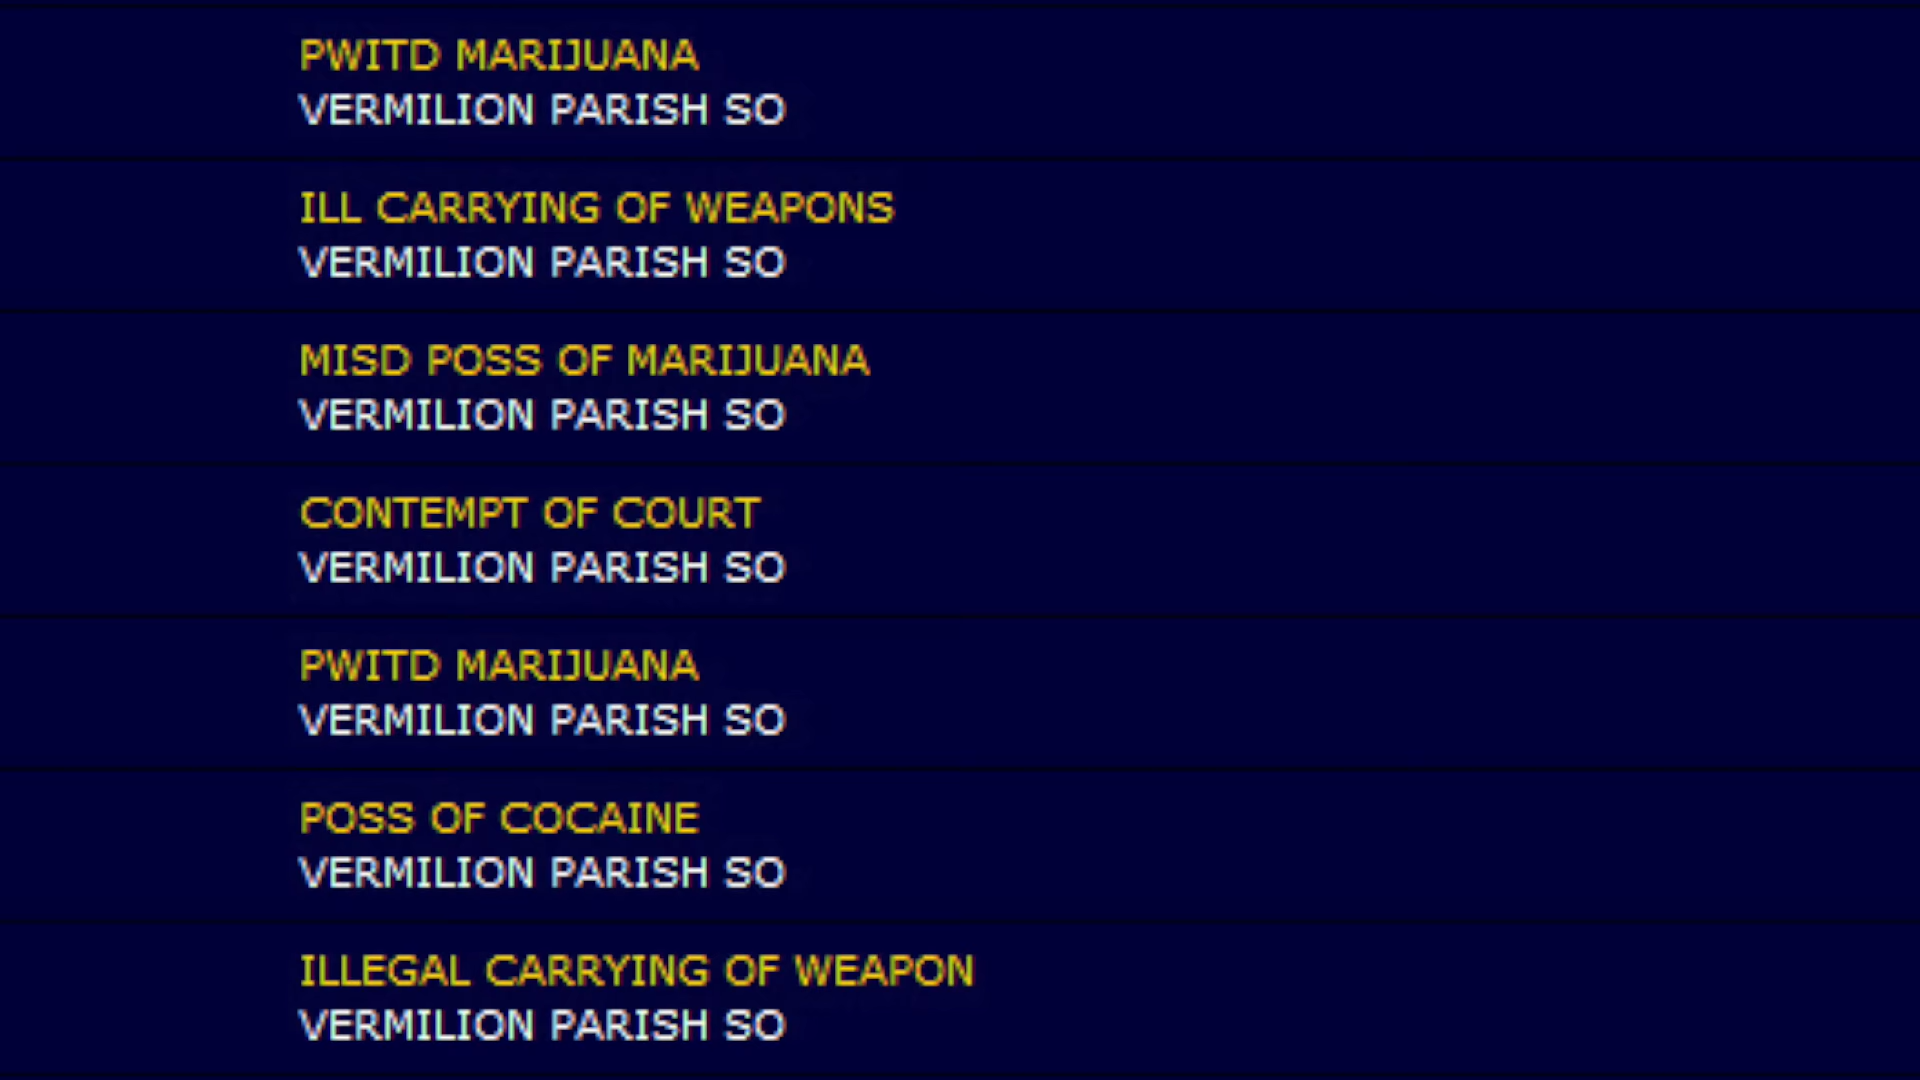 PWITD MARIJUANA
VERMILION PARISH SO
ILL CARRYING OF WEAPONS
VERMILION PARISH SO
MISD POSS OF MARIJUANA
VERMILION PARISH SO
CONTEMPT OF COURT
VERMILION PARISH SO
PWITD MARIJUANA
VERMILION PARISH SO
POSS OF COCAINE
VERMILION PARISH SO
ILLEGAL CARRYING OF WEAPON
VERMILION PARISH SO